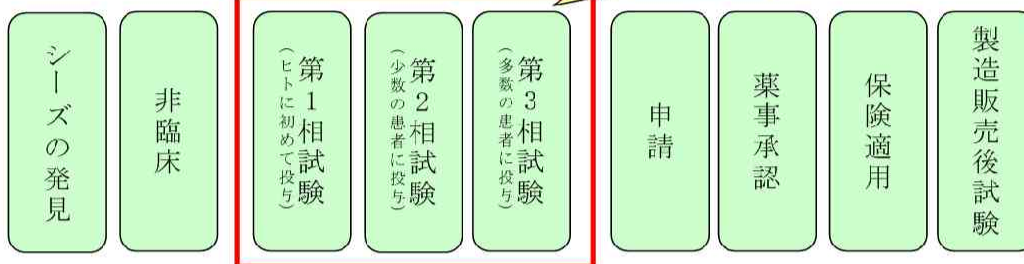 シーズの発見
非臨床
第1相試験
(ヒトに初めて投与)
第2相試験
(少数の患者に投与)
第3相試験
(多数の患者に投与)
申請
薬事承認
保険適用
製造販売後試験